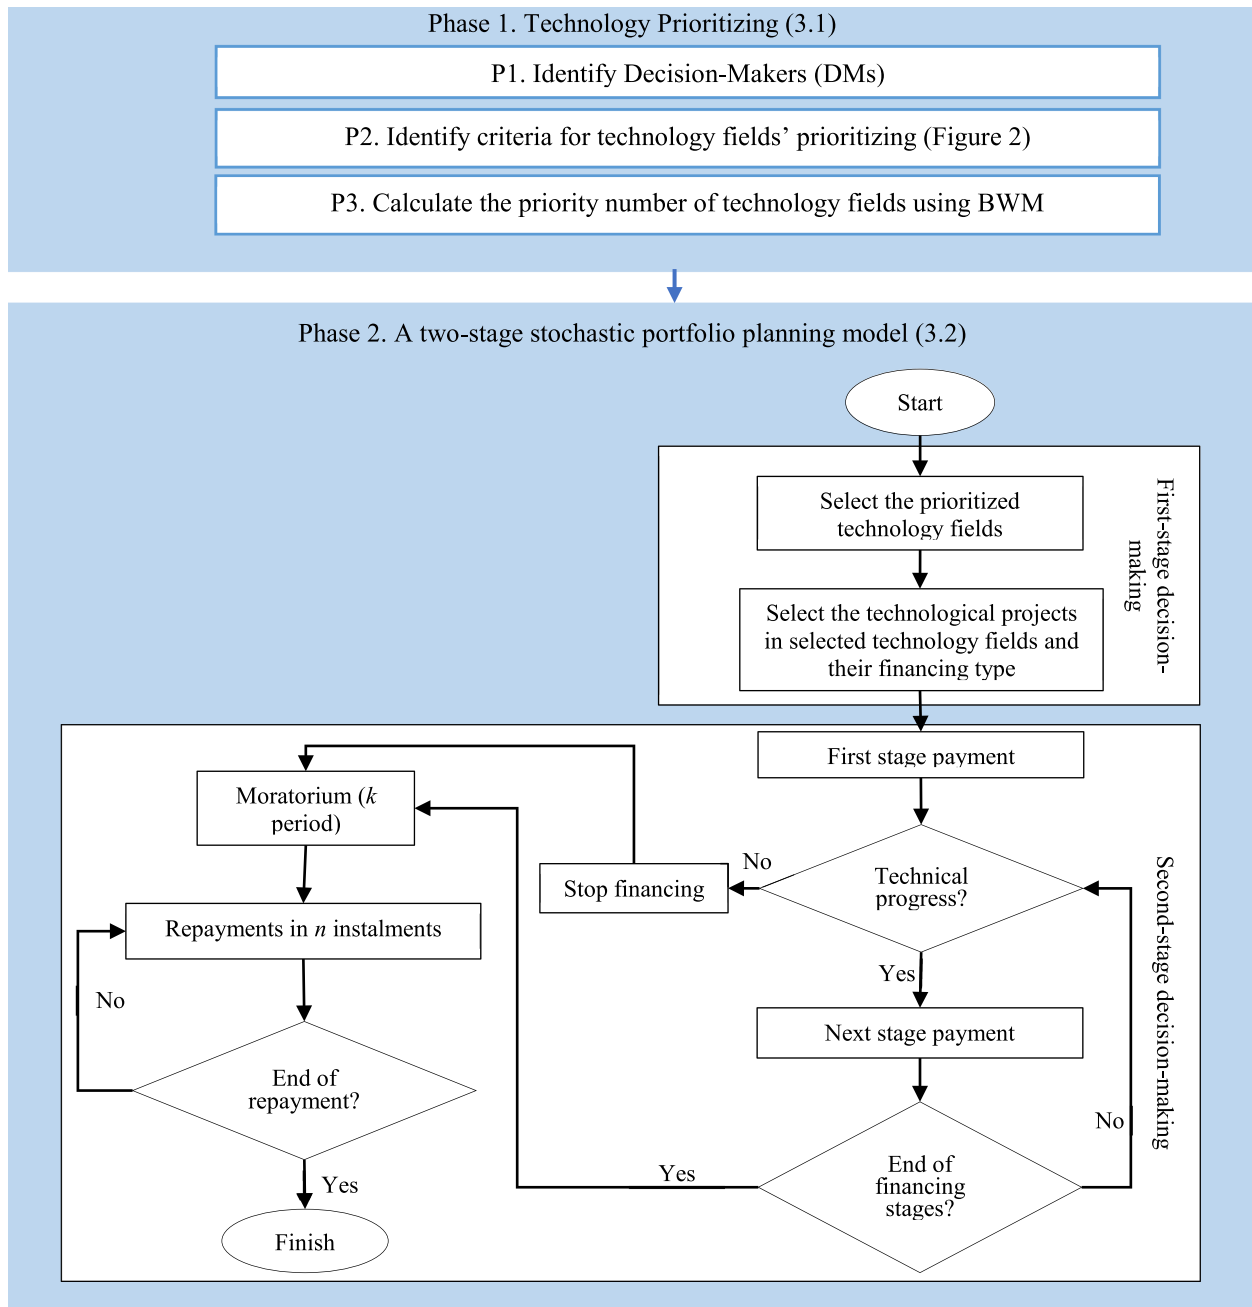 Phase 1. Technology Prioritizing (3.1)
P1. Identify Decision-Makers (DMs)
P2. Identify criteria for technology fields’ prioritizing (Figure 2)
P3. Calculate the priority number of technology fields using BWM
Phase 2. A two-stage stochastic portfolio planning model (3.2)
Start
Select the prioritized
technology fields
Select the technological projects
in selected technology fields and
their financing type
First-stage decision-
making
First stage payment
Technical
progress?
No
Stop financing
Yes
Next stage payment
End of
financing
stages?
No
Yes
Second-stage decision-making
Moratorium (k
period)
Repayments in n instalments
No
End of
repayment?
Yes
Finish